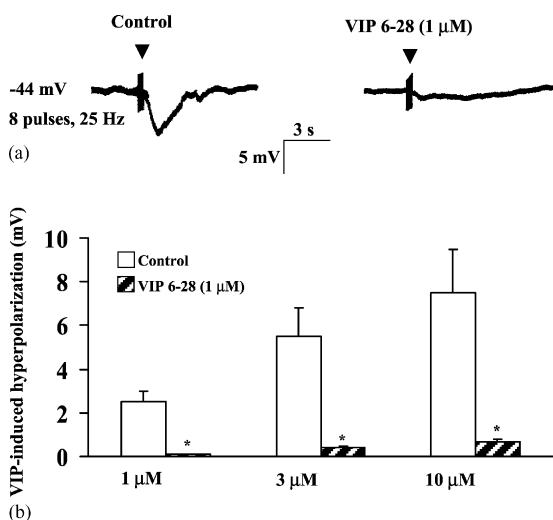 Control
VIP 6-28 (1 μM)
-44 mV
8 pulses, 25 Hz
(a)
3 s
5 mV
VIP-induced hyperpolarization (mV)
10
8
6
4
2
0
Control
VIP 6-28 (1 μM)
*
*
*
1 μM
3 μM
10 μM
(b)